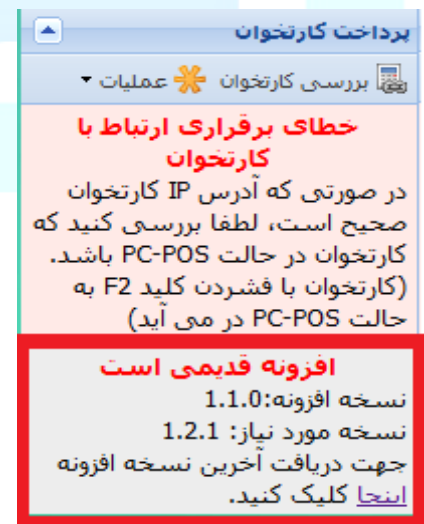 پرداخت کارتخوان
بررسی کارتخوان عملیات
خطای برقراری ارتباط با
کارتخوان
در صورتی که آدرس IP کارتخوان
صحیح است، لطفا بررسی کنید که
کارتخوان در حالت PC-POS باشد.
(کارتخوان با فشردن کلید F2 به
حالت PC-POS در می آید)
افزونه قدیمی است
نسخه افزونه:1.1.0
نسخه مورد نیاز: 1.2.1
جهت دریافت آخرین نسخه افزونه
اینجا کلیک کنید.